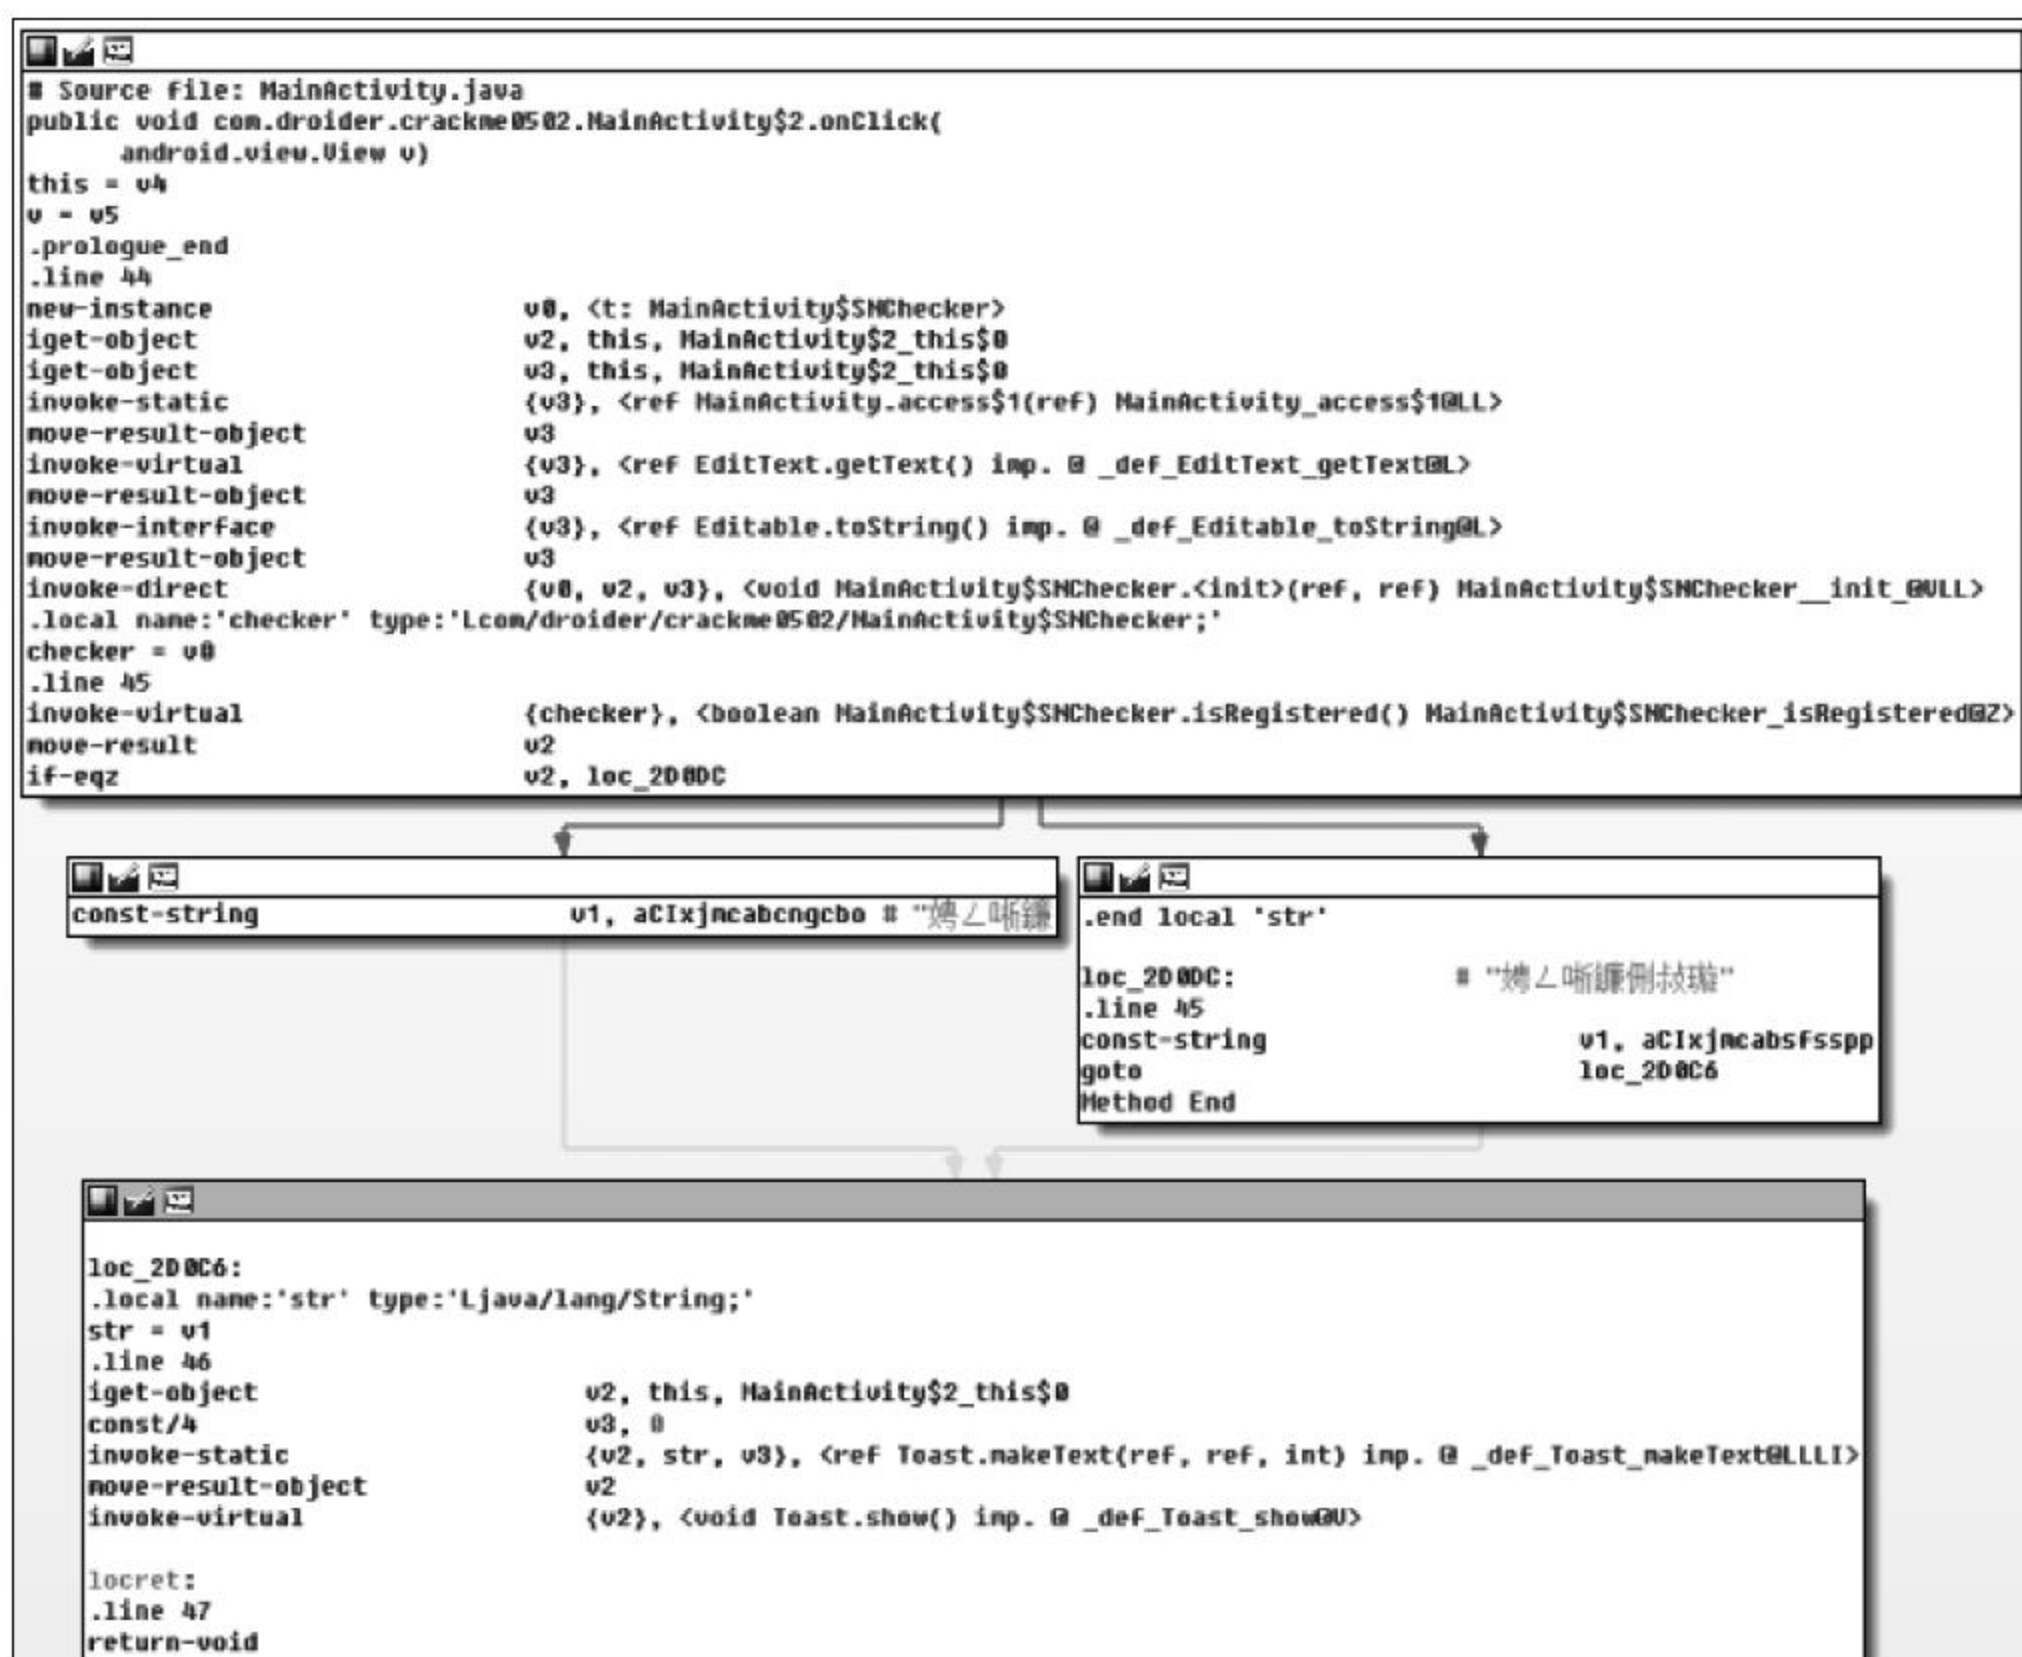 # Source file: MainActivity.java
public void com.droider.crackme0502.MainActivity$2.onClick(
android.view.View v)
this = v4
v = v5
.prologue_end
.line 44
new-instance v0, <t: MainActivity$SNChecker>
iget-object v2, this, MainActivity$2_this$0
iget-object v3, this, MainActivity$2_this$0
invoke-static {v3}, <ref MainActivity.access$1(ref) MainActivity_access$1@LL>
move-result-object v3
invoke-virtual {v3}, <ref EditText.getText() imp. @ _def_EditText_getText@L>
move-result-object v3
invoke-interface {v3}, <ref Editable.toString() imp. @ _def_Editable_toString@L>
move-result-object v3
invoke-direct {v0, v2, v3}, <void MainActivity$SNChecker.<init>(ref, ref) MainActivity$SNChecker__init_@VLL>
.local name:'checker' type:'Lcom/droider/crackme0502/MainActivity$SNChecker;'
checker = v0
.line 45
invoke-virtual {checker}, <boolean MainActivity$SNChecker.isRegistered() MainActivity$SNChecker_isRegistered@Z>
move-result v2
if-eqz v2, loc_2D0DC
const-string v1, aCIxjmcabcngcbo # "
.end local 'str'
loc_2D0DC: # "
.line 45
const-string v1, aCIxjmcabsfsspp
goto loc_2D0C6
Method End
loc_2D0C6:
.local name:'str' type:'Ljava/lang/String;'
str = v1
.line 46
iget-object v2, this, MainActivity$2_this$0
const/4 v3, 0
invoke-static {v2, str, v3}, <ref Toast.makeText(ref, ref, int) imp. @ _def_Toast_makeText@LLLI>
move-result-object v2
invoke-virtual {v2}, <void Toast.show() imp. @ _def_Toast_show@V>
locret:
.line 47
return-void